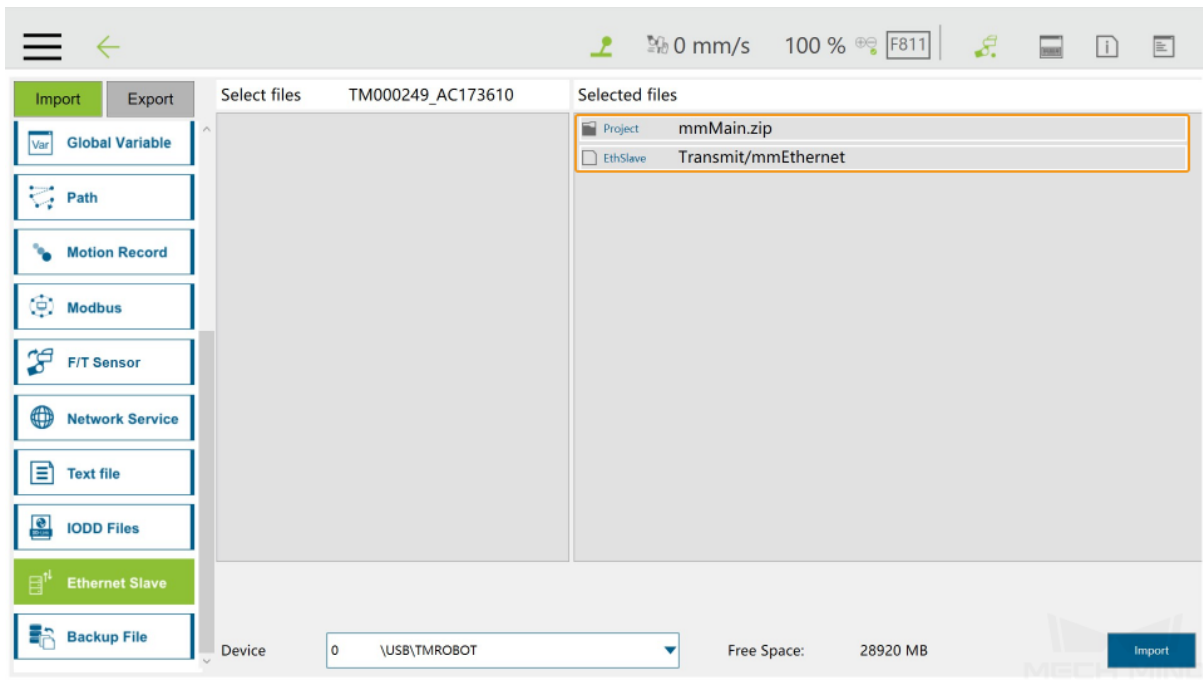 0 mm/s 100 % F811
Import Export Select files TM000249_AC173610 Selected files
Var Global Variable
Path
Motion Record
Modbus
F/T Sensor
Network Service
Text file
IODD Files
Ethernet Slave
Backup File
Project mmMain.zip
EthSlave Transmit/mmEthernet
Device 0 \USB\TMROBOT Free Space: 28920 MB Import
MECH MIND